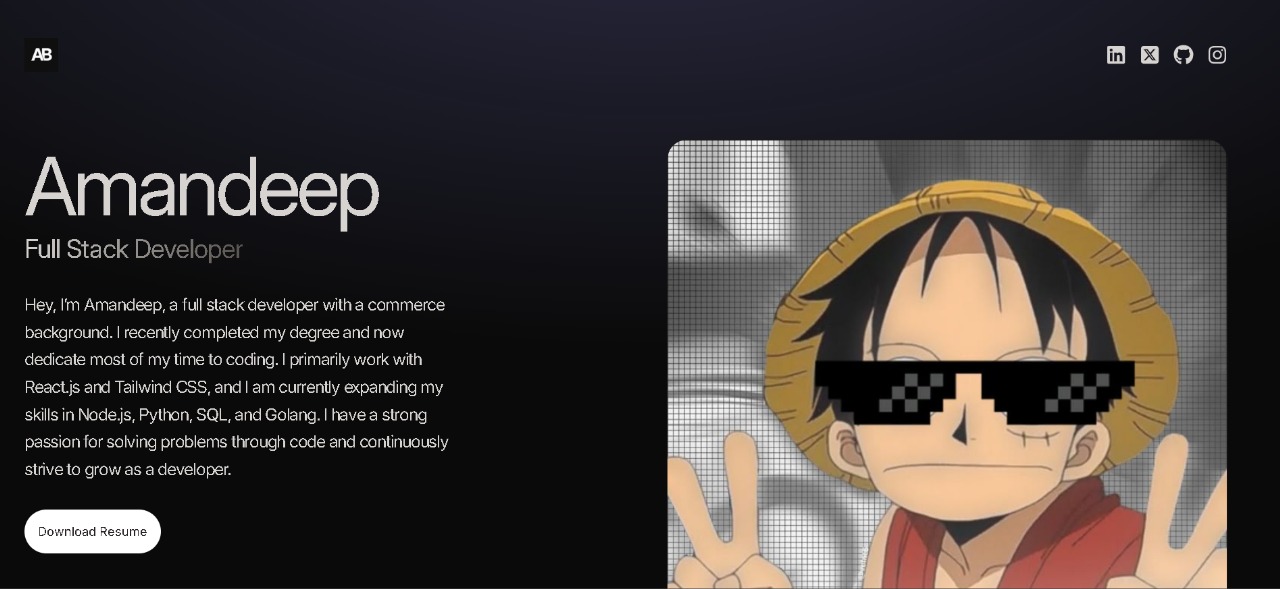 AB
Amandeep
Full Stack Developer
Hey, I'm Amandeep, a full stack developer with a commerce
background. I recently completed my degree and now
dedicate most of my time to coding. I primarily work with
React.js and Tailwind CSS, and I am currently expanding my
skills in Node.js, Python, SQL, and Golang. I have a strong
passion for solving problems through code and continuously
strive to grow as a developer.
Download Resume